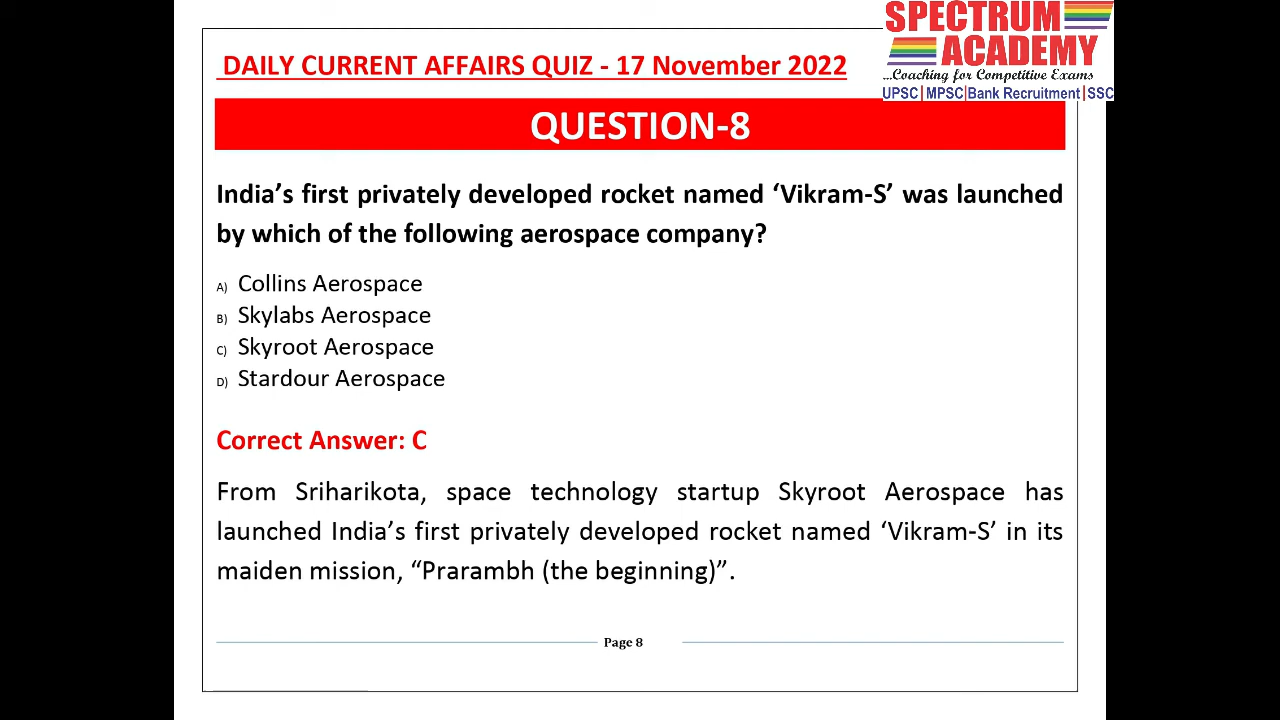 SPECTRUM
ACADEMY
...Coaching for Competitive Exams
UPSC|MPSC|Bank Recruitment|SSC
DAILY CURRENT AFFAIRS QUIZ - 17 November 2022
QUESTION-8
India’s first privately developed rocket named ‘Vikram-S’ was launched
by which of the following aerospace company?
A) Collins Aerospace
B) Skylabs Aerospace
C) Skyroot Aerospace
D) Stardour Aerospace
Correct Answer: C
From Sriharikota, space technology startup Skyroot Aerospace has
launched India’s first privately developed rocket named ‘Vikram-S’ in its
maiden mission, “Prarambh (the beginning)”.
Page 8